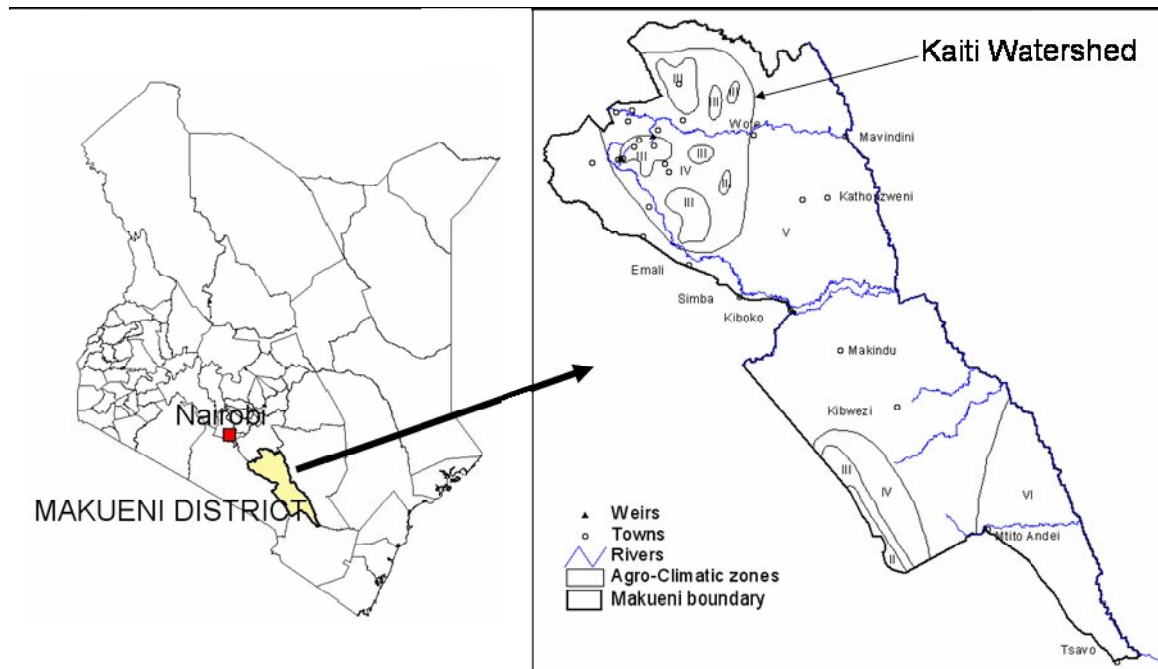 Nairobi
MAKUENI DISTRICT
Kaiti Watershed
III
III
III
Wote
Mavindini
III
III
IV
II
Kathonzweni
III
V
Emali
Simba
Kiboko
Makindu
Kibwezi
III
IV
VI
II
Mtito Andei
Tsavo
Weirs
Towns
Rivers
Agro-Climatic zones
Makueni boundary